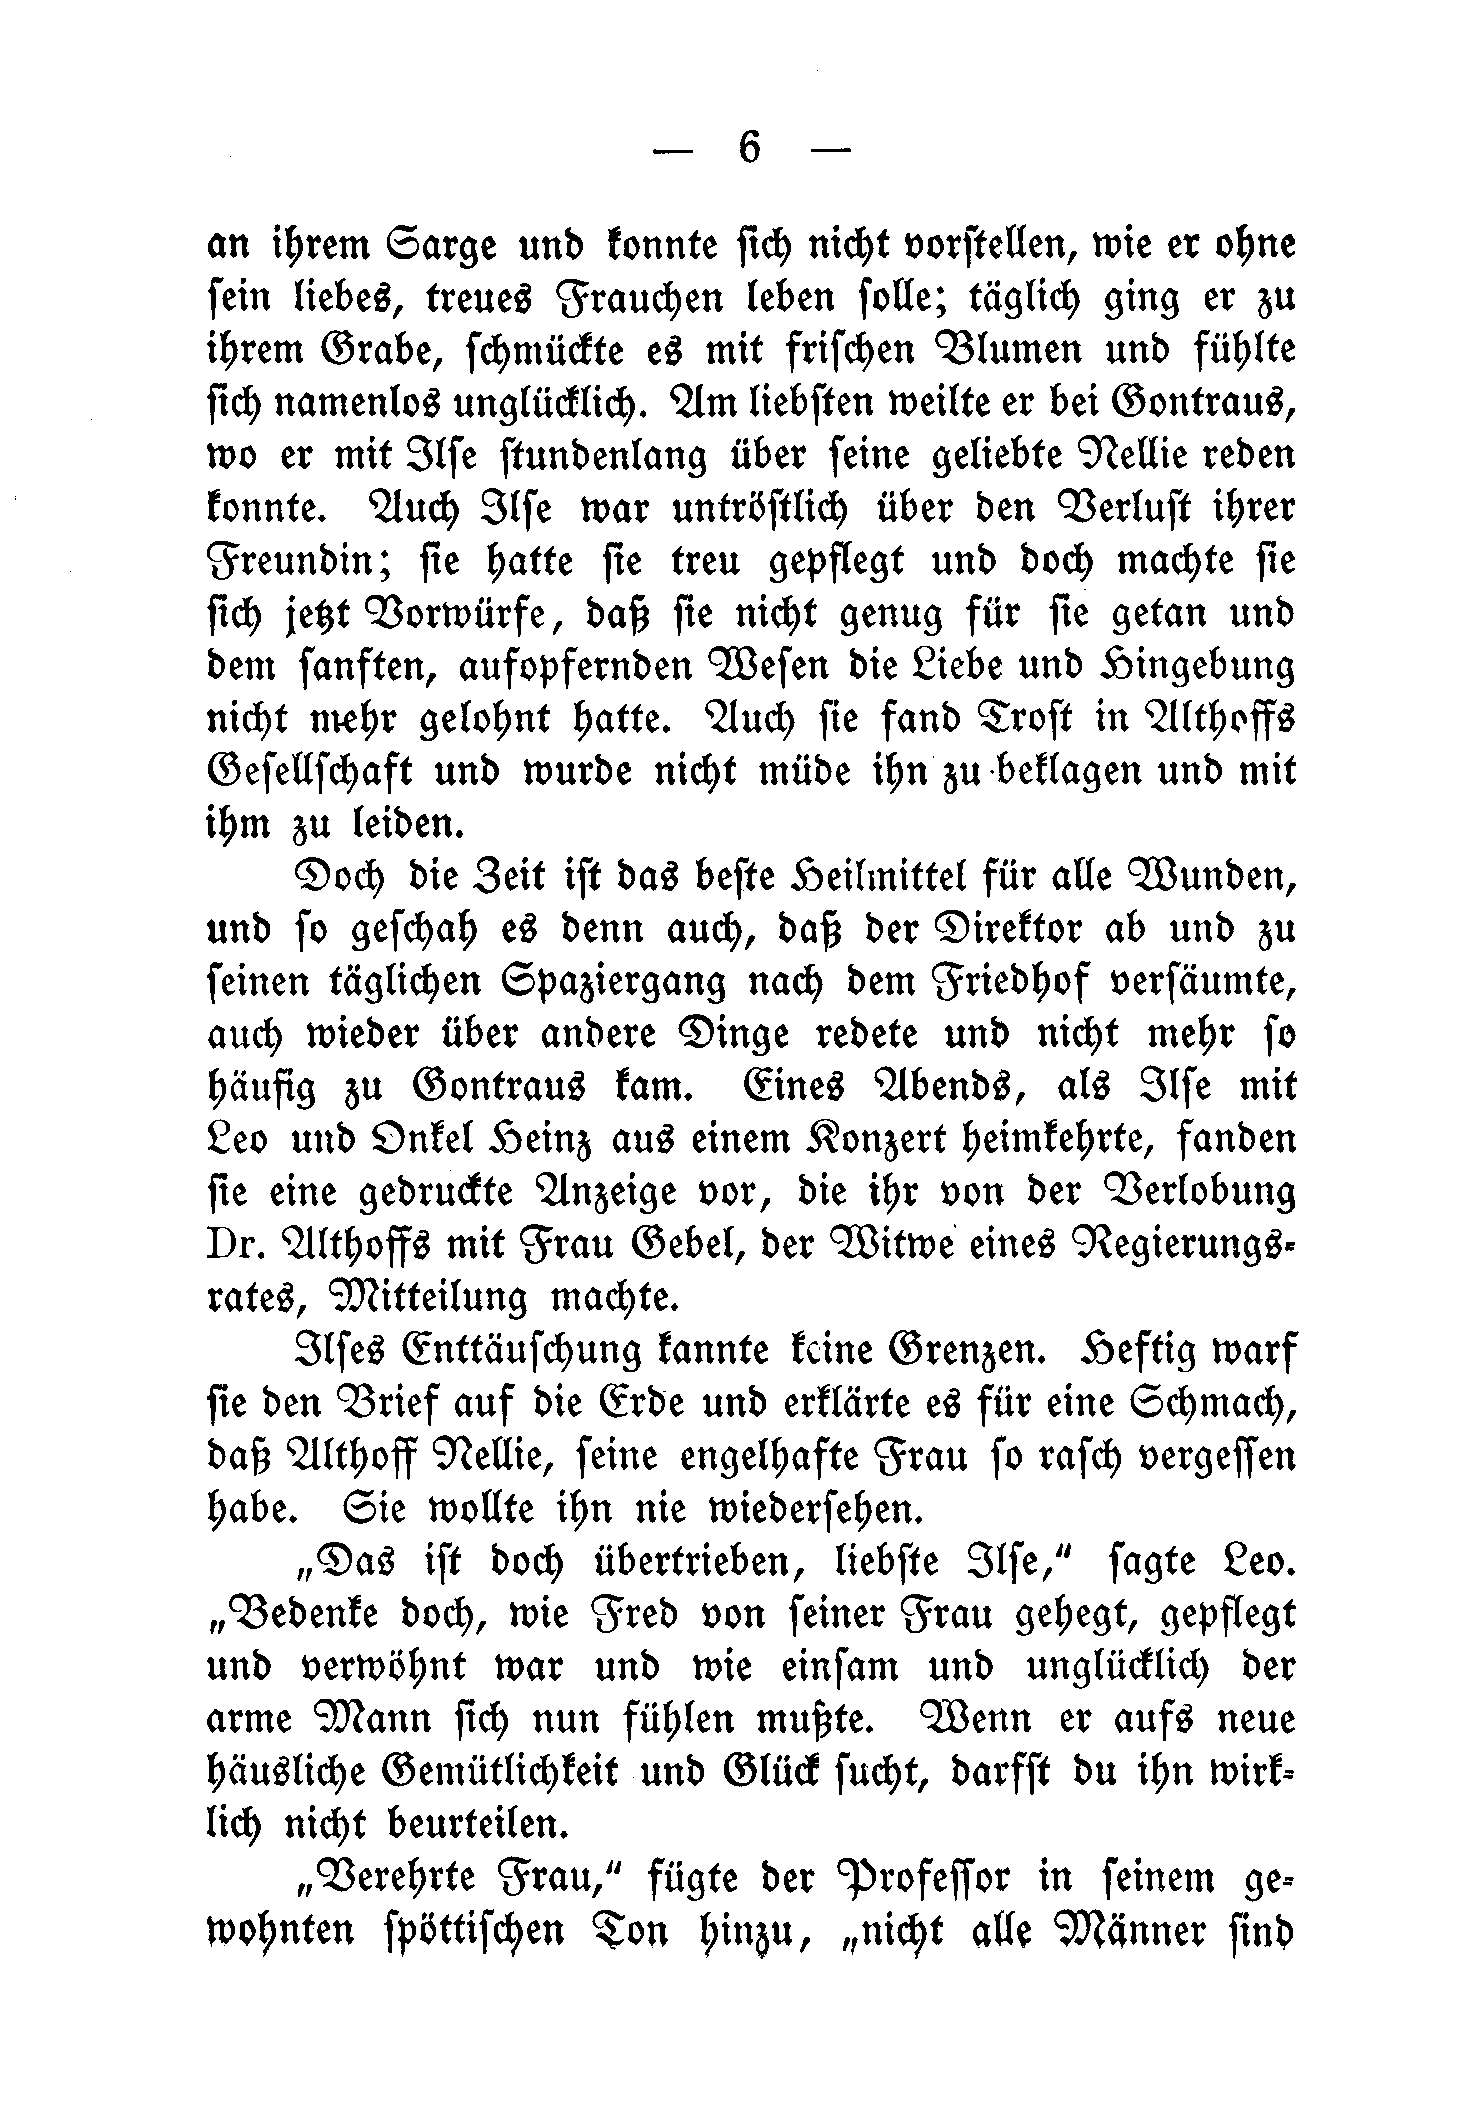 — 6 —
an ihrem Sarge und konnte ſich nicht vorſtellen, wie er ohne
ſein liebes, treues Frauchen leben ſolle; täglich ging er zu
ihrem Grabe, ſchmückte es mit friſchen Blumen und fühlte
ſich namenlos unglücklich. Am liebſten weilte er bei Gontraus,
wo er mit Ilſe ſtundenlang über ſeine geliebte Nellie reden
konnte. Auch Ilſe war untröſtlich über den Verluſt ihrer
Freundin; ſie hatte ſie treu gepflegt und doch machte ſie
ſich jetzt Vorwürfe, daß ſie nicht genug für ſie getan und
dem ſanften, aufopfernden Weſen die Liebe und Hingebung
nicht mehr gelohnt hatte. Auch ſie fand Troſt in Althoffs
Geſellſchaft und wurde nicht müde ihn zu beklagen und mit
ihm zu leiden.
Doch die Zeit iſt das beſte Heilmittel für alle Wunden,
und ſo geſchah es denn auch, daß der Direktor ab und zu
ſeinen täglichen Spaziergang nach dem Friedhof verſäumte,
auch wieder über andere Dinge redete und nicht mehr ſo
häufig zu Gontraus kam. Eines Abends, als Ilſe mit
Leo und Onkel Heinz aus einem Konzert heimkehrte, fanden
ſie eine gedruckte Anzeige vor, die ihr von der Verlobung
Dr. Althoffs mit Frau Gebel, der Witwe eines Regierungs-
rates, Mitteilung machte.
Ilſes Enttäuſchung kannte keine Grenzen. Heftig warf
ſie den Brief auf die Erde und erklärte es für eine Schmach,
daß Althoff Nellie, ſeine engelhafte Frau ſo raſch vergeſſen
habe. Sie wollte ihn nie wiederſehen.
„Das iſt doch übertrieben, liebſte Ilſe,“ ſagte Leo.
„Bedenke doch, wie Fred von ſeiner Frau gehegt, gepflegt
und verwöhnt war und wie einſam und unglücklich der
arme Mann ſich nun fühlen mußte. Wenn er aufs neue
häusliche Gemütlichkeit und Glück ſucht, darfſt du ihn wirk-
lich nicht beurteilen.
„Verehrte Frau,“ fügte der Profeſſor in ſeinem ge-
wohnten ſpöttiſchen Ton hinzu, „nicht alle Männer ſind